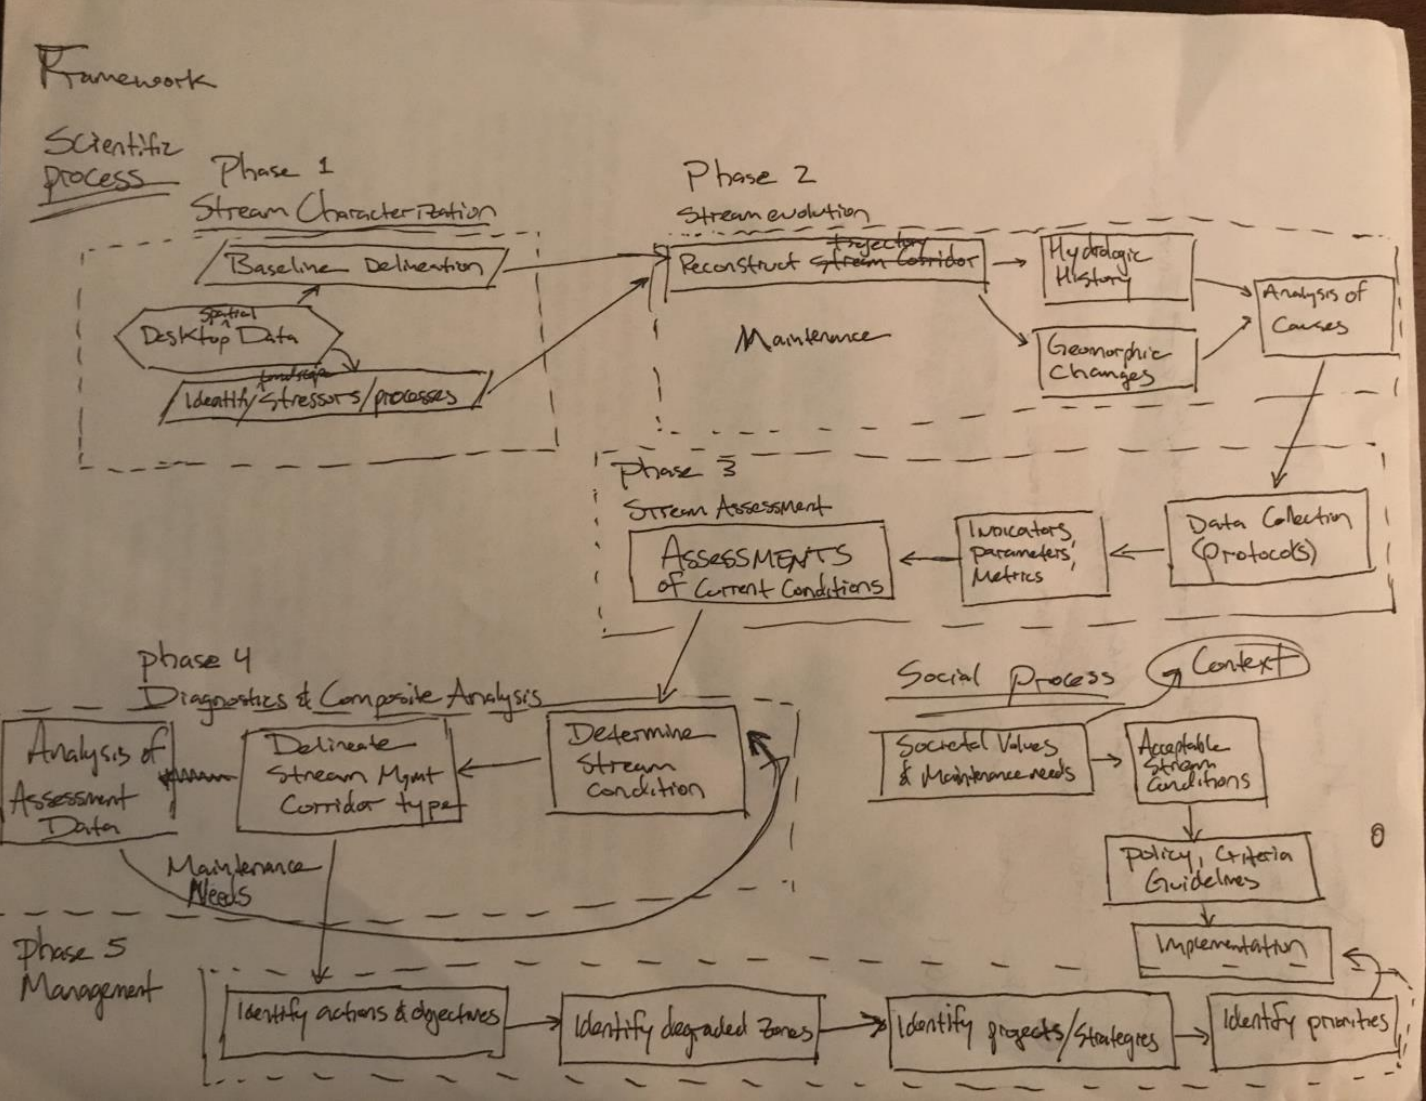 Framework
Scientific
process
Phase 1
Stream Characterization
Baseline Delineation
spatial
Desktop Data
landscape
Identify Stressors/processes
Phase 2
Stream evolution
trajectory
Reconstruct Stream Corridor
Maintenance
Hydrologic
History
Geomorphic
Changes
Analysis of
Causes
Phase 3
Stream Assessment
ASSESSMENTS
of Current Conditions
Indicators,
parameters,
Metrics
Data Collection
(Protocols)
phase 4
Diagnostics & Composite Analysis
Analysis of
Assessment
Data
Delineate
Stream Mgmt
Corridor type
Determine
Stream
Condition
Maintenance
Needs
Social Process
Context
Societal Values
& Maintenance needs
Acceptable
Stream
Conditions
Policy, Criteria
Guidelines
Implementation
Phase 5
Management
Identify actions & objectives
Identify degraded Zones
Identify projects/Strategies
Identify priorities